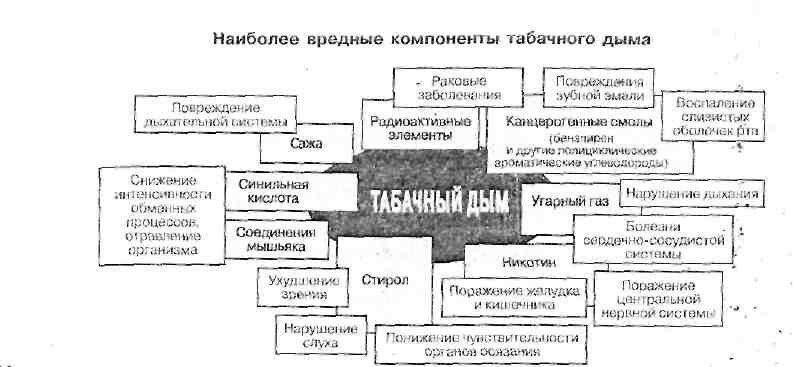 Наиболее вредные компоненты табачного дыма
Раковые
заболевания
Повреждения
зубной эмали
Повреждение
дыхательной системы
Сажа
Радиоактивные
элементы
Канцерогенные смолы
(бензпирен
и другие полициклические
ароматические углеводороды)
Воспаление
слизистых
оболочек рта
Снижение
интенсивности
обменных
процессов,
отравление
организма
Синильная
кислота
Соединения
мышьяка
ТАБАЧНЫЙ ДЫМ
Угарный газ
Нарушение дыхания
Болезни
сердечно-сосудистой
системы
Никотин
Поражение желудка
и кишечника
Поражение
центральной
нервной системы
Стирол
Ухудшение
зрения
Нарушение
слуха
Понижение чувствительности
органов осязания